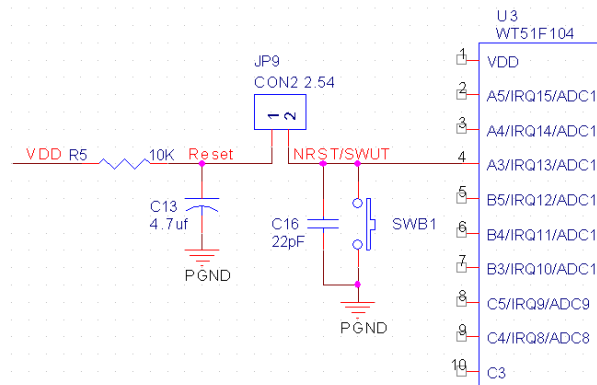 U3
WT51F104
JP9
CON2 2.54
1 2
VDD R5 10K Reset NRST/SWUT
C13
4.7uf
PGND
C16
22pF
SWB1
PGND
1 VDD
2 A5/IRQ15/ADC1
3 A4/IRQ14/ADC1
4 A3/IRQ13/ADC1
5 B5/IRQ12/ADC1
6 B4/IRQ11/ADC1
7 B3/IRQ10/ADC1
8 C5/IRQ9/ADC9
9 C4/IRQ8/ADC8
10 C3